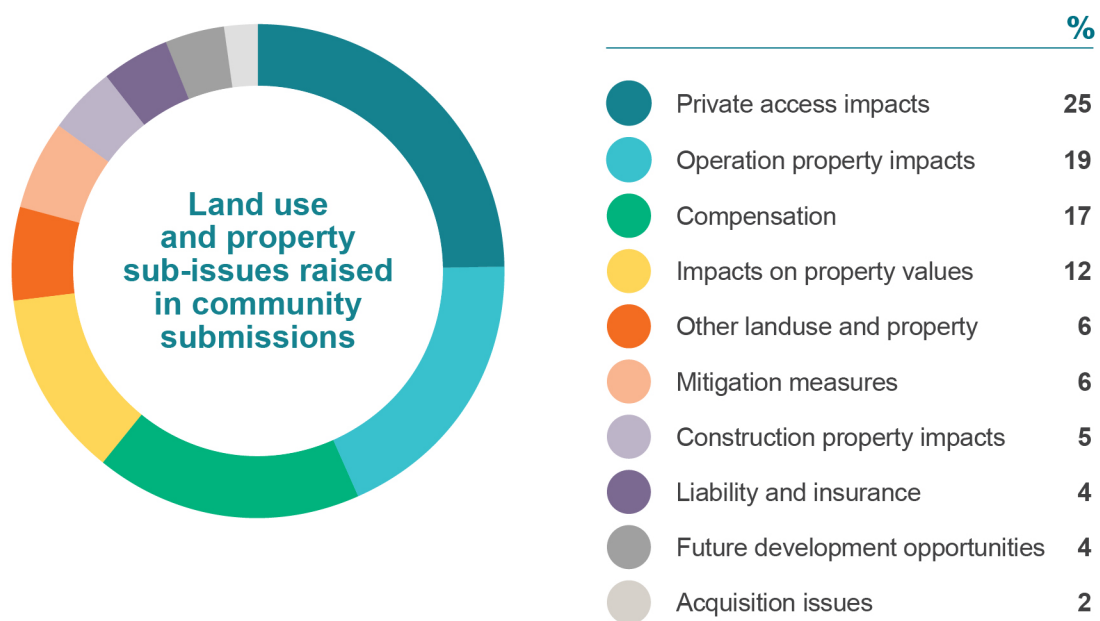 Land use
and property
sub-issues raised
in community
submissions
%
Private access impacts 25
Operation property impacts 19
Compensation 17
Impacts on property values 12
Other landuse and property 6
Mitigation measures 6
Construction property impacts 5
Liability and insurance 4
Future development opportunities 4
Acquisition issues 2